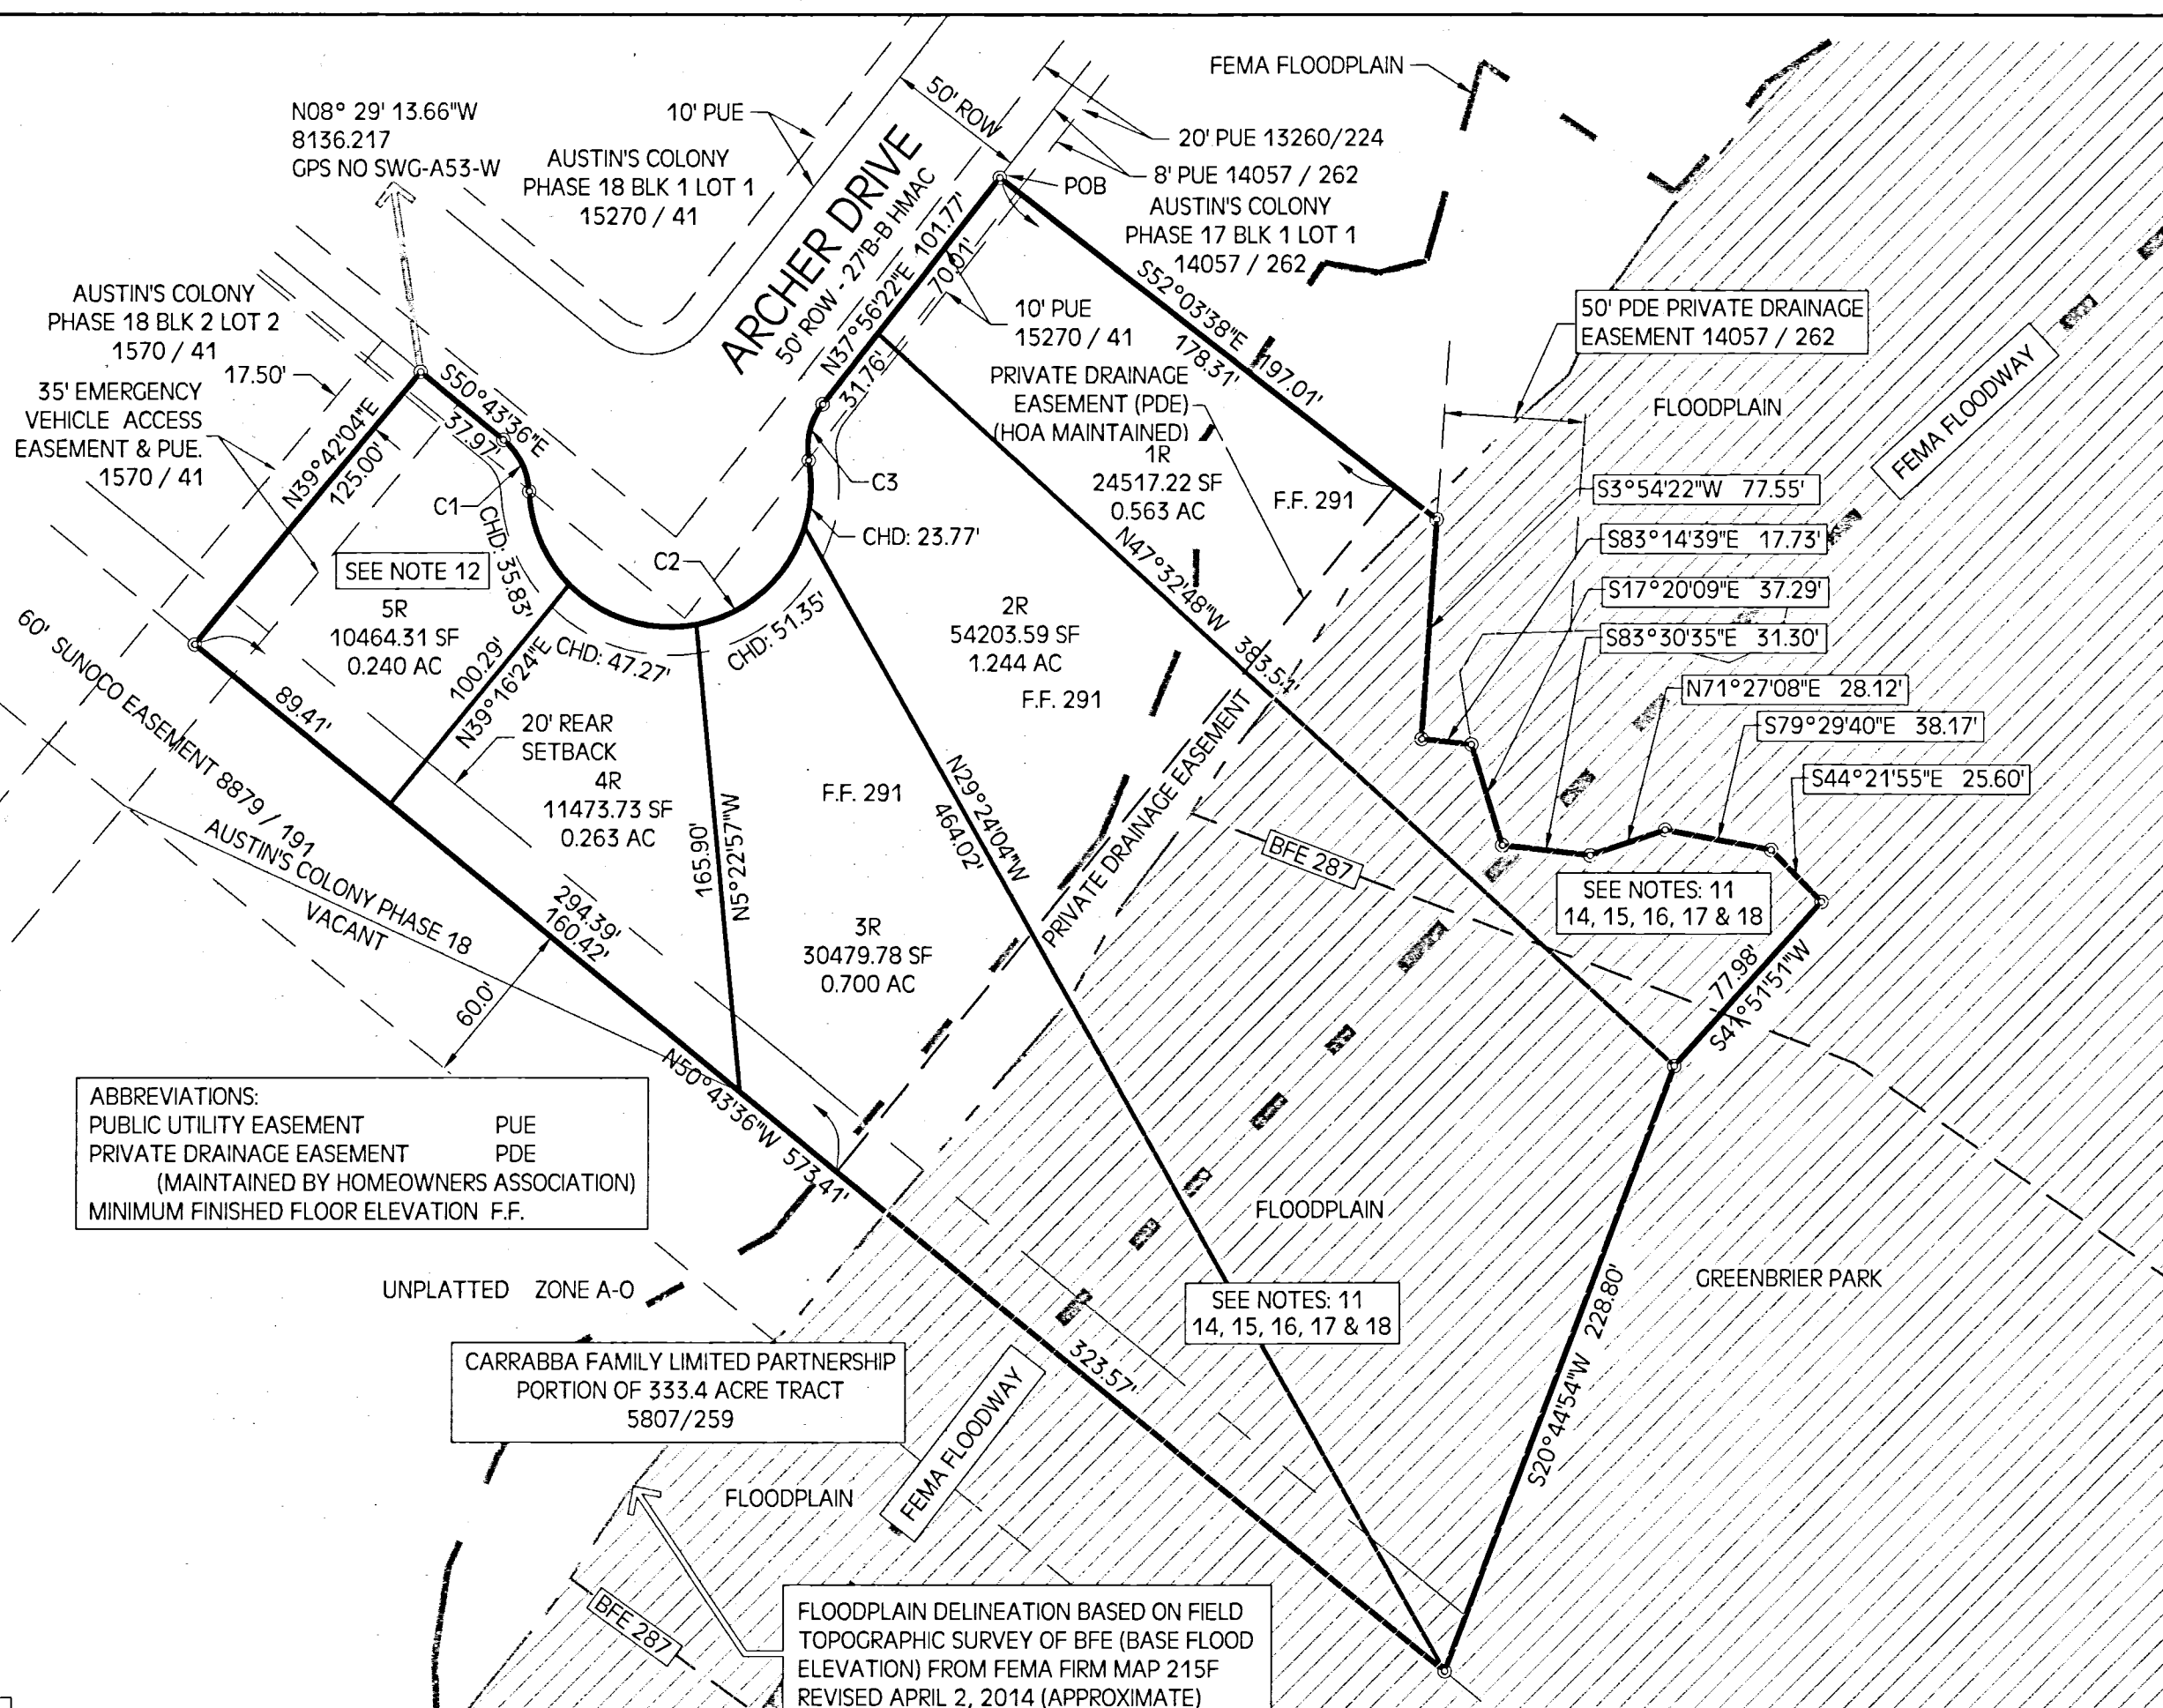 FEMA FLOODPLAIN
N08° 29' 13.66"W
8136.217
GPS NO SWG-A53-W
10' PUE
50' ROW
AUSTIN'S COLONY
PHASE 18 BLK 1 LOT 1
15270 / 41
20' PUE 13260/224
8' PUE 14057 / 262
POB
AUSTIN'S COLONY
PHASE 17 BLK 1 LOT 1
14057 / 262
ARCHER DRIVE
50' ROW - 27'B-B HMAC
N37°56'22"E 101.77'
70.01'
31.76'
S52°03'38"E 197.01'
178.31'
10' PUE
15270 / 41
AUSTIN'S COLONY
PHASE 18 BLK 2 LOT 2
1570 / 41
17.50'
35' EMERGENCY
VEHICLE ACCESS
EASEMENT & PUE.
1570 / 41
S50°43'36"E
37.97'
N39°42'04"E
125.00'
50' PDE PRIVATE DRAINAGE
EASEMENT 14057 / 262
FLOODPLAIN
FEMA FLOODWAY
PRIVATE DRAINAGE
EASEMENT (PDE)
(HOA MAINTAINED)
1R
24517.22 SF
0.563 AC
F.F. 291
C1
C3
CHD: 23.77'
CHD: 35.83'
C2
S3°54'22"W 77.55'
S83°14'39"E 17.73'
S17°20'09"E 37.29'
S83°30'35"E 31.30'
N71°27'08"E 28.12'
S79°29'40"E 38.17'
S44°21'55"E 25.60'
SEE NOTE 12
5R
10464.31 SF
0.240 AC
CHD: 47.27'
CHD: 51.35'
2R
54203.59 SF
1.244 AC
F.F. 291
N47°32'48"W 383.51'
60' SUNOCO EASEMENT 8879 / 191
89.41'
100.29'
N39°16'24"E
20' REAR
SETBACK
4R
11473.73 SF
0.263 AC
F.F. 291
165.90'
N5°22'57"W
N29°24'04"W
464.02'
PRIVATE DRAINAGE EASEMENT
BFE 287
SEE NOTES: 11
14, 15, 16, 17 & 18
AUSTIN'S COLONY PHASE 18
VACANT
294.39'
160.42'
60.0'
3R
30479.78 SF
0.700 AC
77.98'
S41°51'51"W
N50°43'36"W 573.41'
ABBREVIATIONS:
PUBLIC UTILITY EASEMENT PUE
PRIVATE DRAINAGE EASEMENT PDE
(MAINTAINED BY HOMEOWNERS ASSOCIATION)
MINIMUM FINISHED FLOOR ELEVATION F.F.
FLOODPLAIN
UNPLATTED ZONE A-O
GREENBRIER PARK
SEE NOTES: 11
14, 15, 16, 17 & 18
S20°44'54"W 228.80'
323.57'
CARRABBA FAMILY LIMITED PARTNERSHIP
PORTION OF 333.4 ACRE TRACT
5807/259
FEMA FLOODWAY
FLOODPLAIN
BFE 287
FLOODPLAIN DELINEATION BASED ON FIELD
TOPOGRAPHIC SURVEY OF BFE (BASE FLOOD
ELEVATION) FROM FEMA FIRM MAP 215F
REVISED APRIL 2, 2014 (APPROXIMATE)